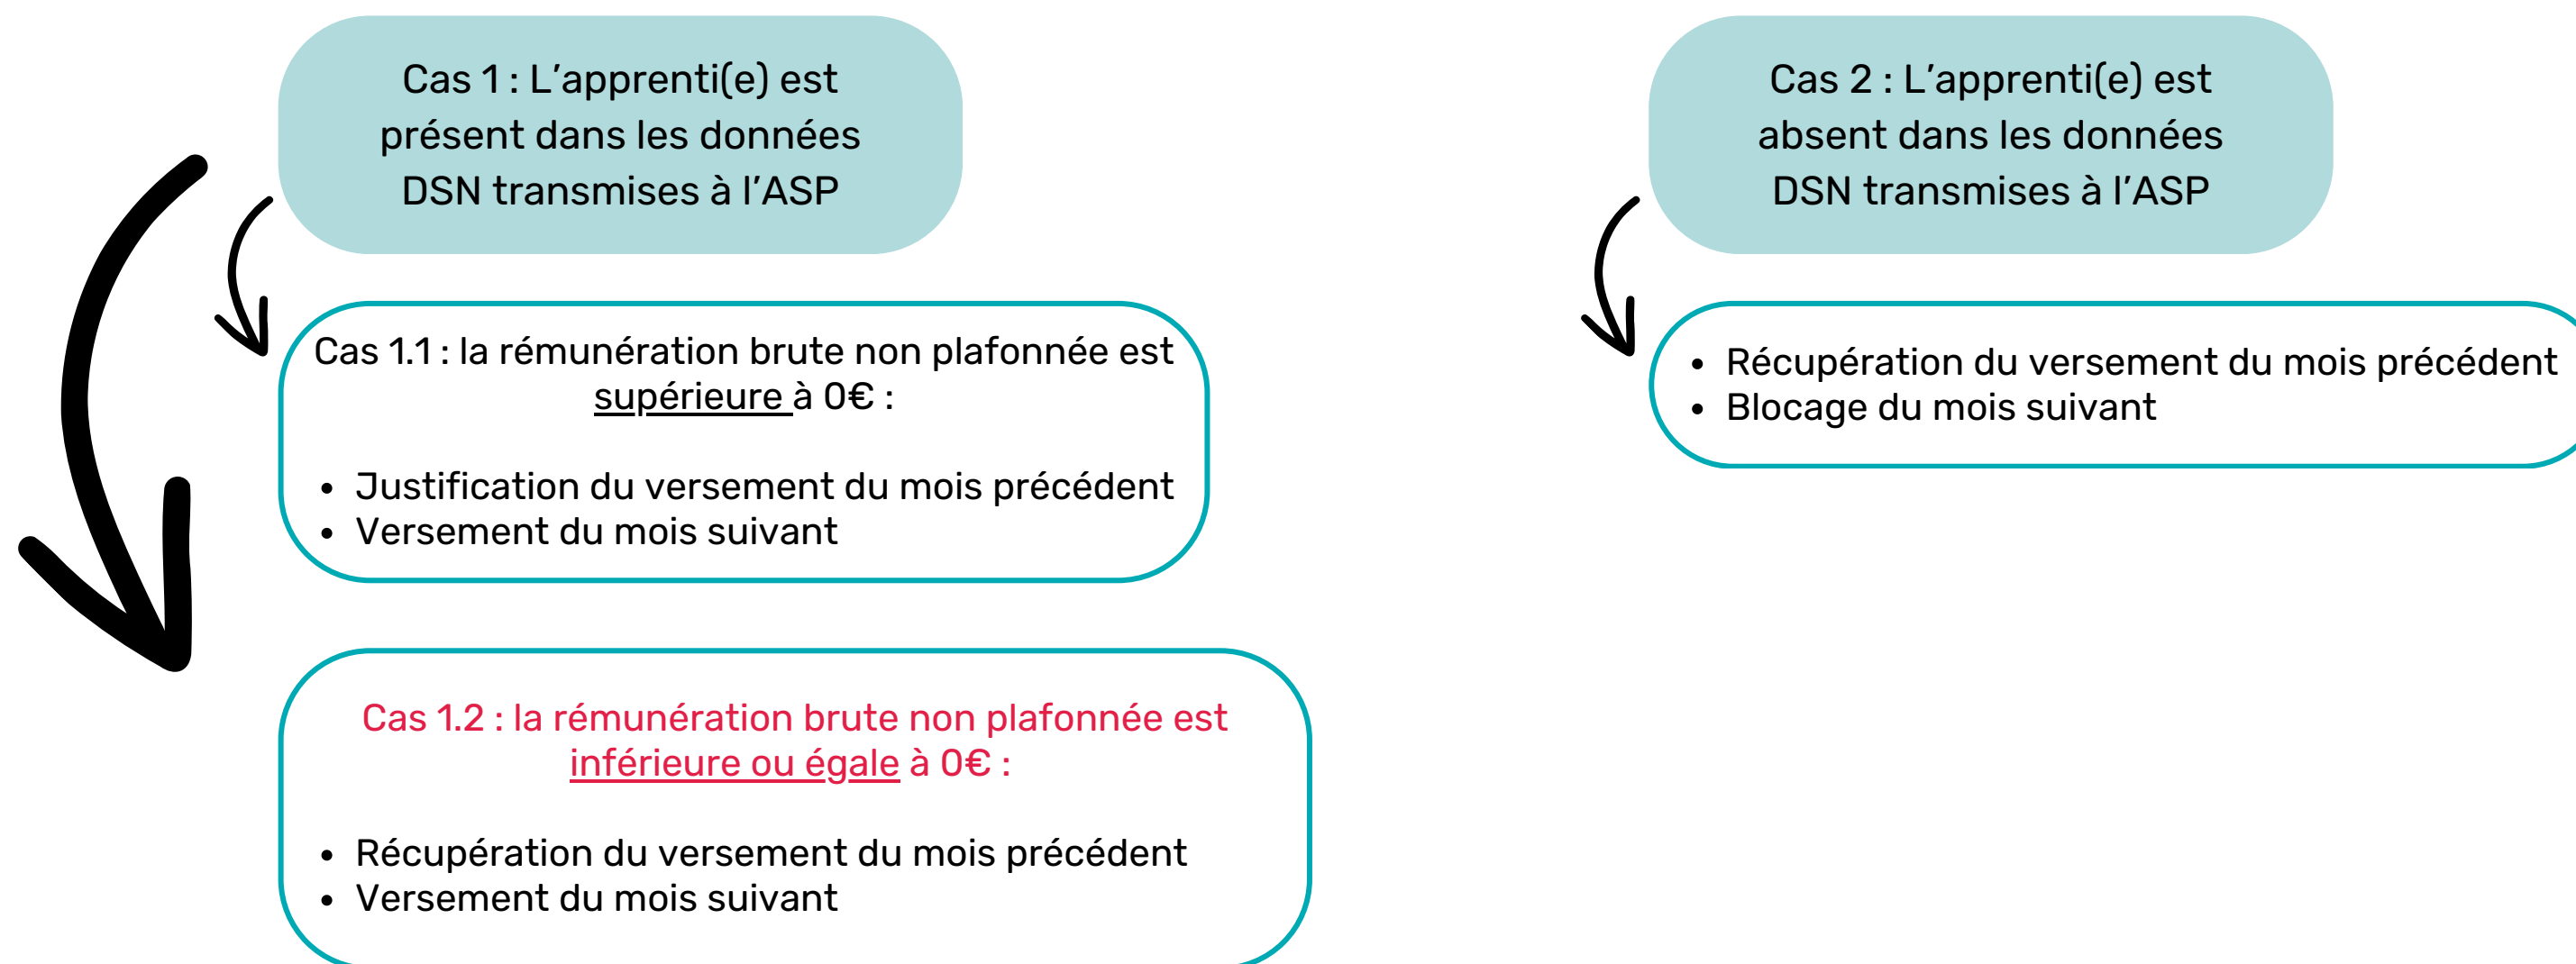 Cas 1 : L'apprenti(e) est
présent dans les données
DSN transmises à l'ASP
Cas 1.1 : la rémunération brute non plafonnée est
supérieure à 0€ :
• Justification du versement du mois précédent
• Versement du mois suivant
Cas 1.2 : la rémunération brute non plafonnée est
inférieure ou égale à 0€ :
• Récupération du versement du mois précédent
• Versement du mois suivant
Cas 2 : L'apprenti(e) est
absent dans les données
DSN transmises à l'ASP
• Récupération du versement du mois précédent
• Blocage du mois suivant